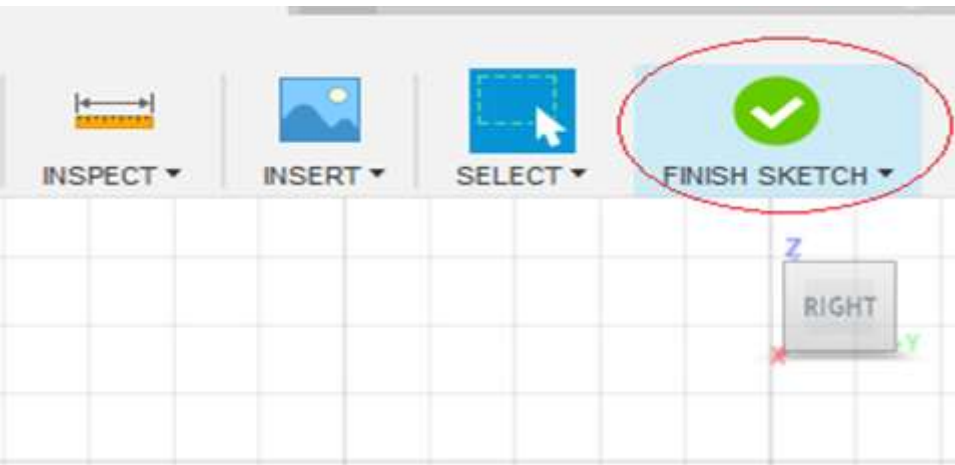 INSPECT INSERT SELECT FINISH SKETCH
Z
RIGHT
X Y